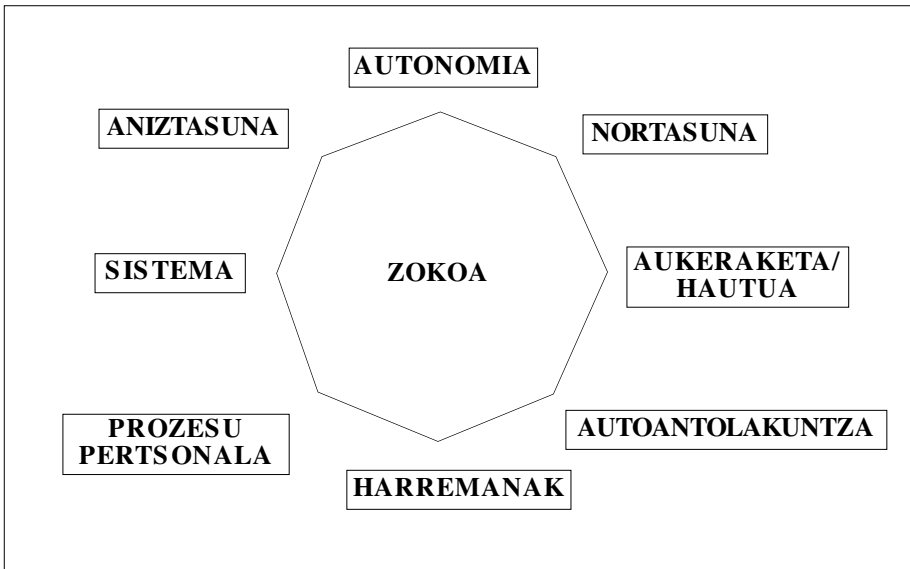 AUTONOMIA
ANIZTASUNA
NORTASUNA
SISTEMA
ZOKOA
AUKERAKETA/
HAUTUA
PROZESU
PERTSONALA
AUTOANTOLAKUNTZA
HARREMANAK